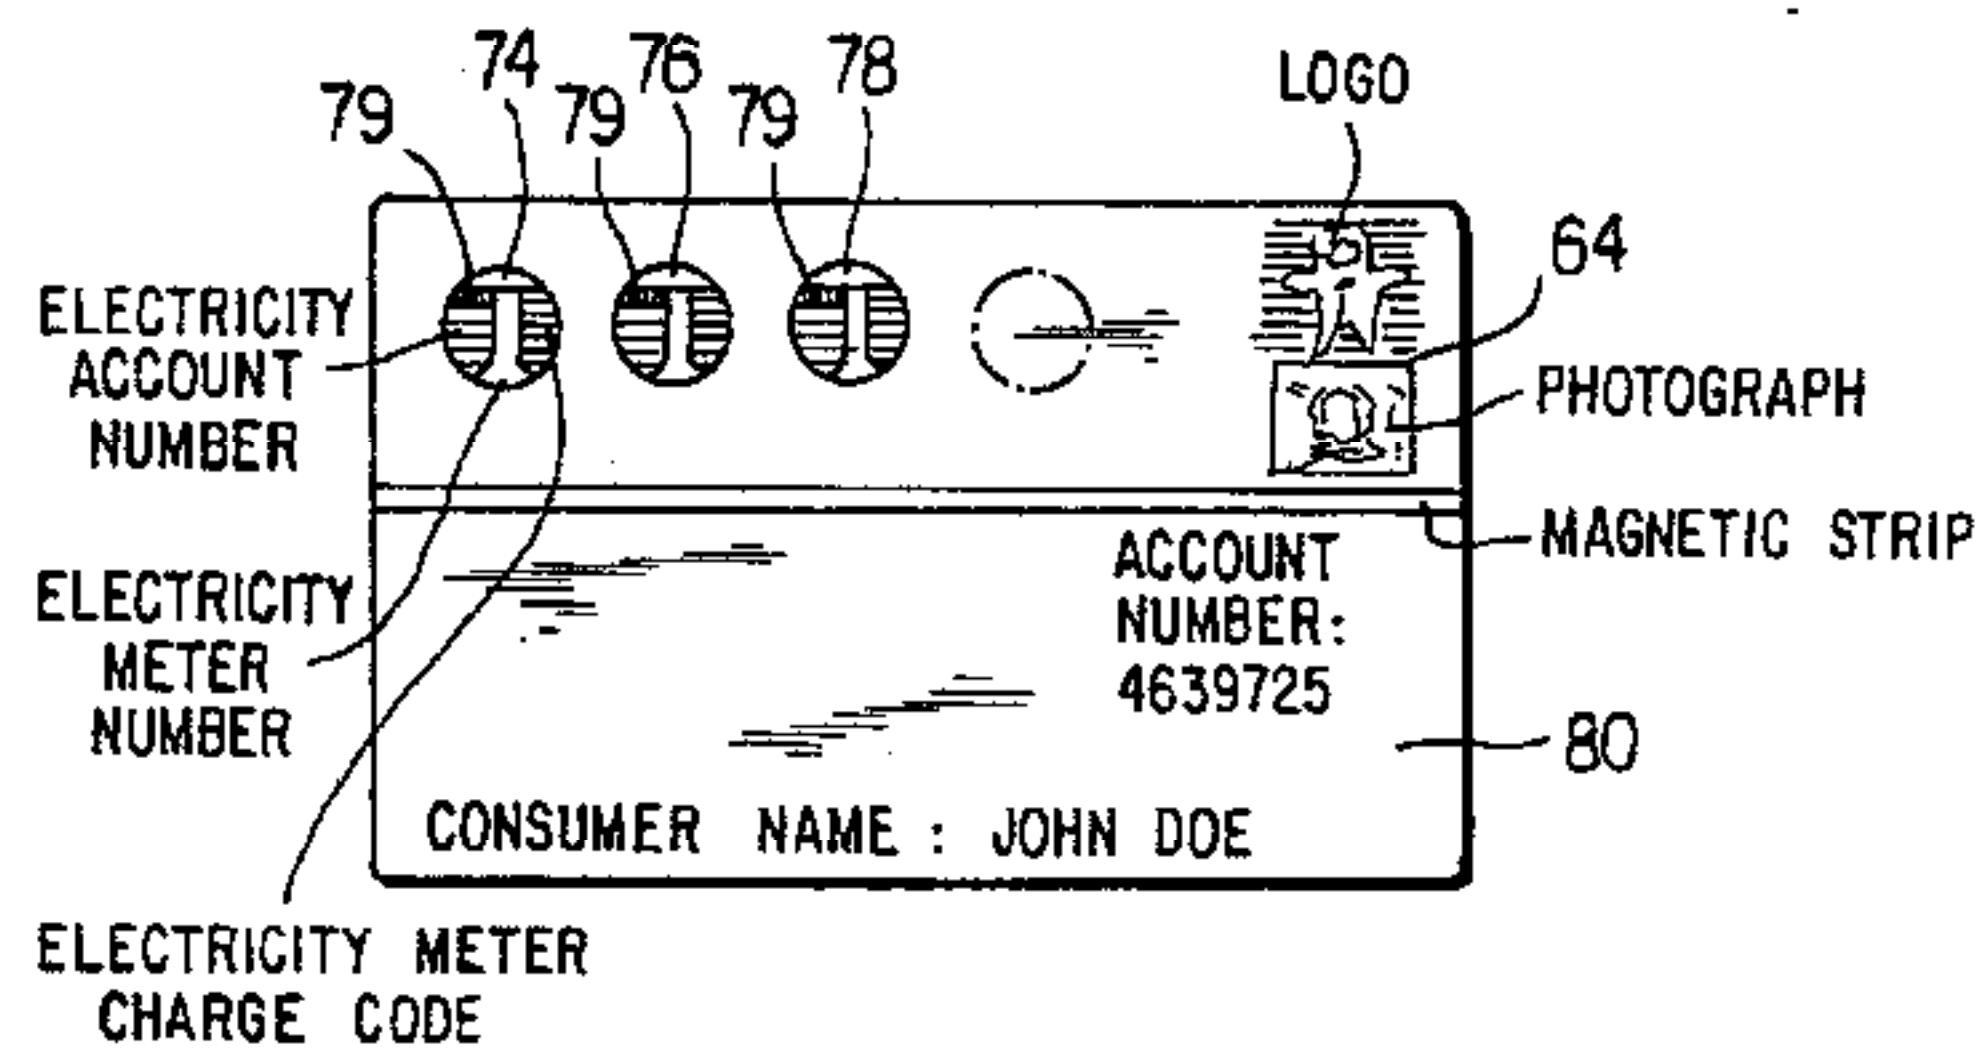 74
76
78
79
79
79
LOGO
64
ELECTRICITY
ACCOUNT
NUMBER
PHOTOGRAPH
MAGNETIC STRIP
ACCOUNT
NUMBER:
4639725
ELECTRICITY
METER
NUMBER
80
CONSUMER NAME : JOHN DOE
ELECTRICITY METER
CHARGE CODE